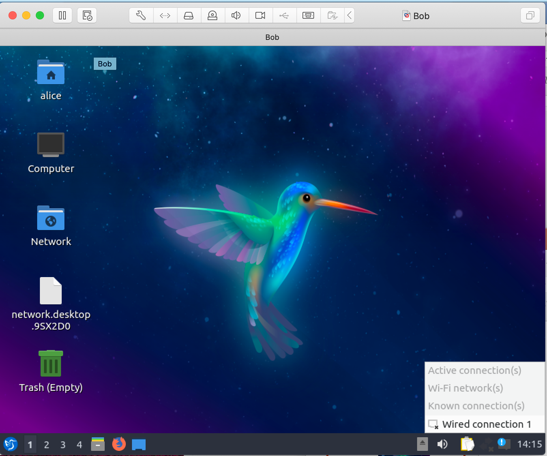 Bob
Bob
Bob
alice
Computer
Network
network.desktop
.9SX2D0
Trash (Empty)
Active connection(s)
Wi-Fi network(s)
Known connection(s)
Wired connection 1
1 2 3 4
14:15